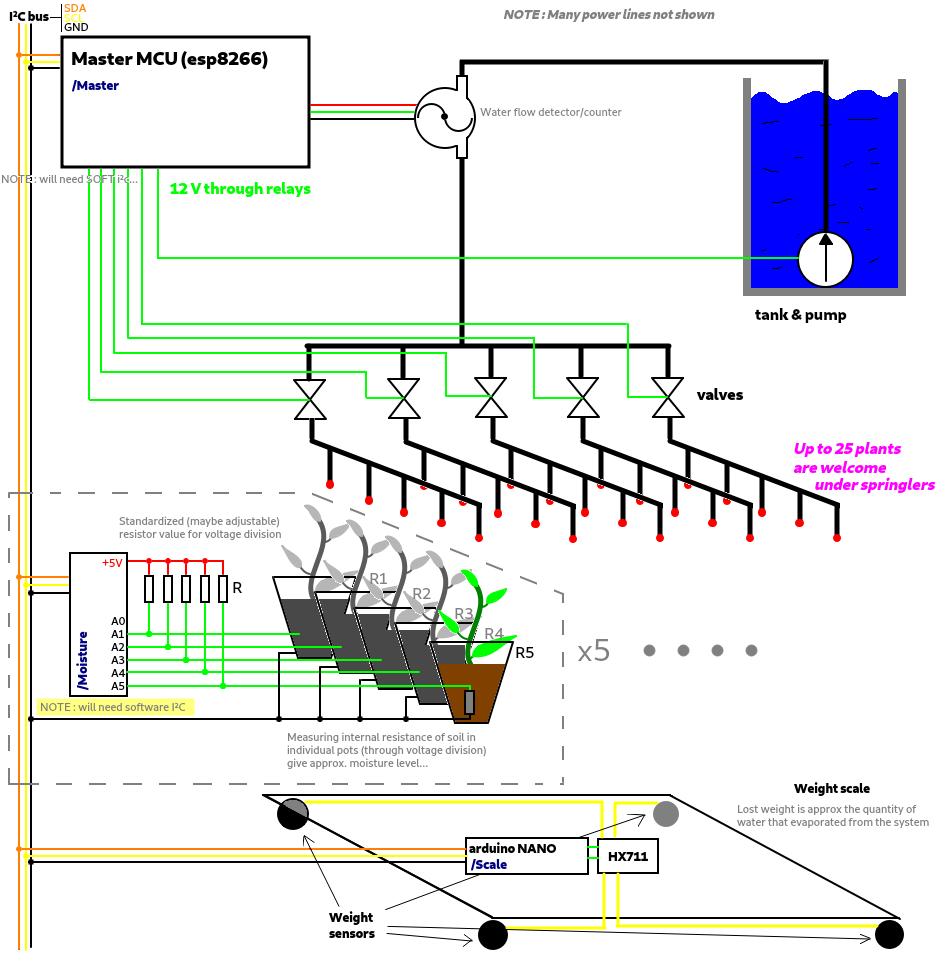 I²C bus
SDA
SCL
GND
NOTE : Many power lines not shown
Master MCU (esp8266)
/Master
Water flow detector/counter
NOTE : will need SOFT i²c...
12 V through relays
tank & pump
valves
Up to 25 plants
are welcome
under springlers
Standardized (maybe adjustable)
resistor value for voltage division
+5V
R
A0
A1
A2
A3
A4
A5
/Moisture
R1
R2
R3
R4
R5
x5
NOTE : will need software I²C
Measuring internal resistance of soil in
individual pots (through voltage division)
give approx. moisture level...
Weight scale
Lost weight is approx the quantity of
water that evaporated from the system
arduino NANO
/Scale
HX711
Weight
sensors